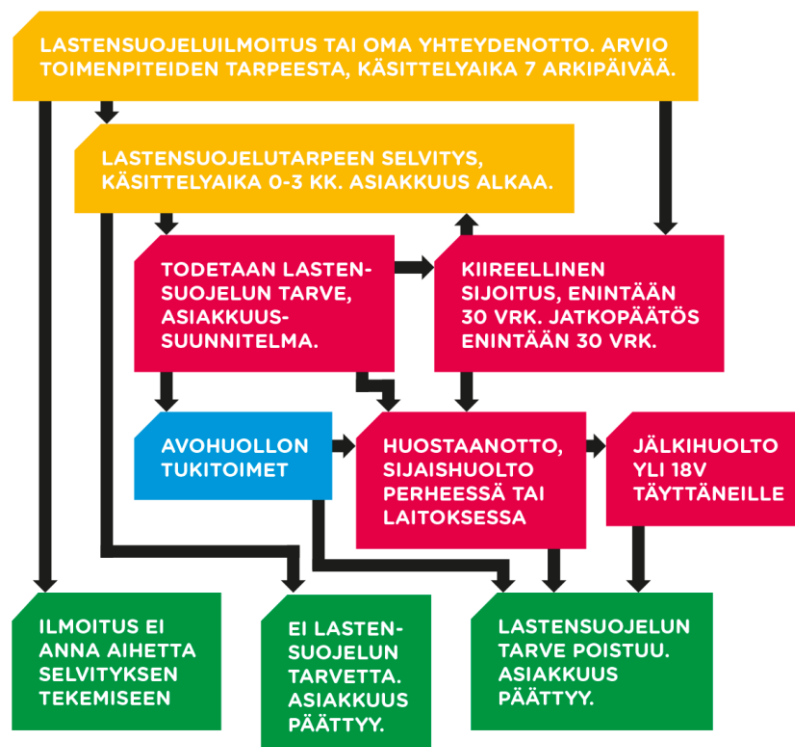 LASTENSUOJELUILMOITUS TAI OMA YHTEYDENOTTO. ARVIO
TOIMENPITEIDEN TARPEESTA, KÄSITTELYAIKA 7 ARKIPÄIVÄÄ.
LASTENSUOJELUTARPEEN SELVITYS,
KÄSITTELYAIKA 0-3 KK. ASIAKKUUS ALKAA.
TODETAAN LASTEN-
SUOJELUN TARVE,
ASIAKKUUS-
SUUNNITELMA.
KIIREELLINEN
SIJOITUS, ENINTÄÄN
30 VRK. JATKOPÄÄTÖS
ENINTÄÄN 30 VRK.
AVOHUOLLON
TUKITOIMET
HUOSTAANOTTO,
SIJAISHUOLTO
PERHEESSÄ TAI
LAITOKSESSA
JÄLKIHUOLTO
YLI 18V
TÄYTTÄNEILLE
ILMOITUS EI
ANNA AIHETTA
SELVITYKSEN
TEKEMISEEN
EI LASTEN-
SUOJELUN
TARVETTA.
ASIAKKUUS
PÄÄTTYY.
LASTENSUOJELUN
TARVE POISTUU.
ASIAKKUUS
PÄÄTTYY.